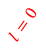 l = 0